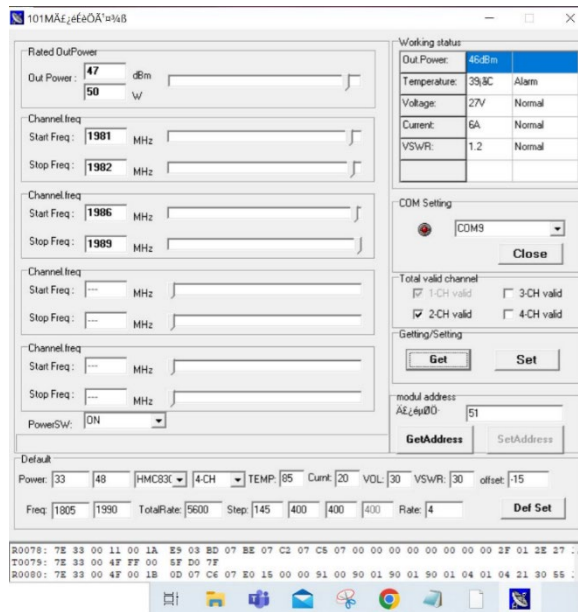 101MÄ£¿éÉèÖÃ¹¤¾ß
Rated OutPower
Out Power : 47 dBm
50 W
Channel.freq
Start Freq : 1981 MHz
Stop Freq : 1982 MHz
Channel.freq
Start Freq : 1986 MHz
Stop Freq : 1989 MHz
Channel.freq
Start Freq : --- MHz
Stop Freq : --- MHz
Channel.freq
Start Freq : --- MHz
Stop Freq : --- MHz
PowerSW: ON
Working status
Out.Power: 46dBm
Temperature: 39¡ãC Alarm
Voltage: 27V Normal
Current: 6A Normal
VSWR: 1.2 Normal
COM Setting
COM9
Close
Total valid channel
1-CH valid 3-CH valid
2-CH valid 4-CH valid
Getting/Setting
Get Set
modul address
Ä£¿éµØÖ· 51
GetAddress SetAddress
Default
Power: 33 48 HMC83( 4-CH TEMP: 85 Curnt: 20 VOL: 30 VSWR: 30 offset: -15
Freq: 1805 1990 TotalRate: 5600 Step: 145 400 400 400 Rate: 4 Def Set
R0078: 7E 33 00 11 00 1A E9 03 BD 07 BE 07 C2 07 C5 07 00 00 00 00 00 00 00 00 2F 01 2E 27
T0079: 7E 33 00 4F FF 00 5F D0 7F
R0080: 7E 33 00 4F 00 1B 0D 07 C6 07 E0 15 00 00 91 00 90 01 90 01 90 01 04 01 04 21 30 55